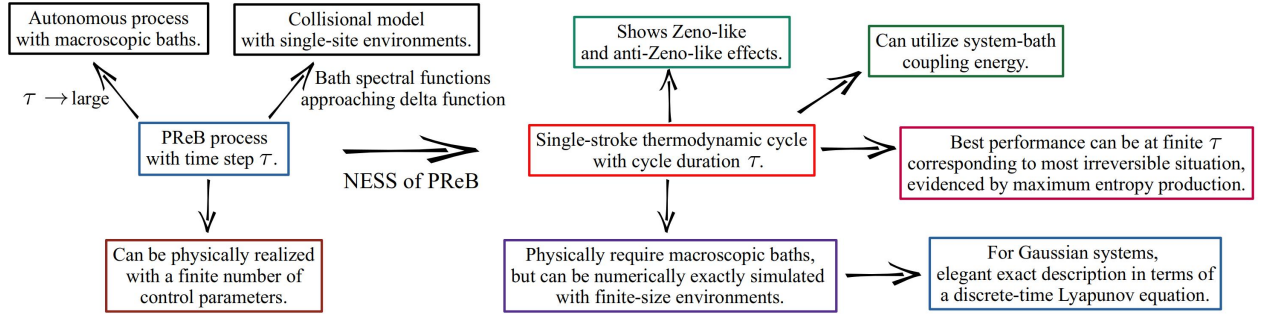 Autonomous process
with macroscopic baths.
Collisional model
with single-site environments.
τ → large
Bath spectral functions
approaching delta function
PReB process
with time step τ.
Can be physically realized
with a finite number of
control parameters.
NESS of PReB
Shows Zeno-like
and anti-Zeno-like effects.
Can utilize system-bath
coupling energy.
Single-stroke thermodynamic cycle
with cycle duration τ.
Best performance can be at finite τ
corresponding to most irreversible situation,
evidenced by maximum entropy production.
Physically require macroscopic baths,
but can be numerically exactly simulated
with finite-size environments.
For Gaussian systems,
elegant exact description in terms of
a discrete-time Lyapunov equation.